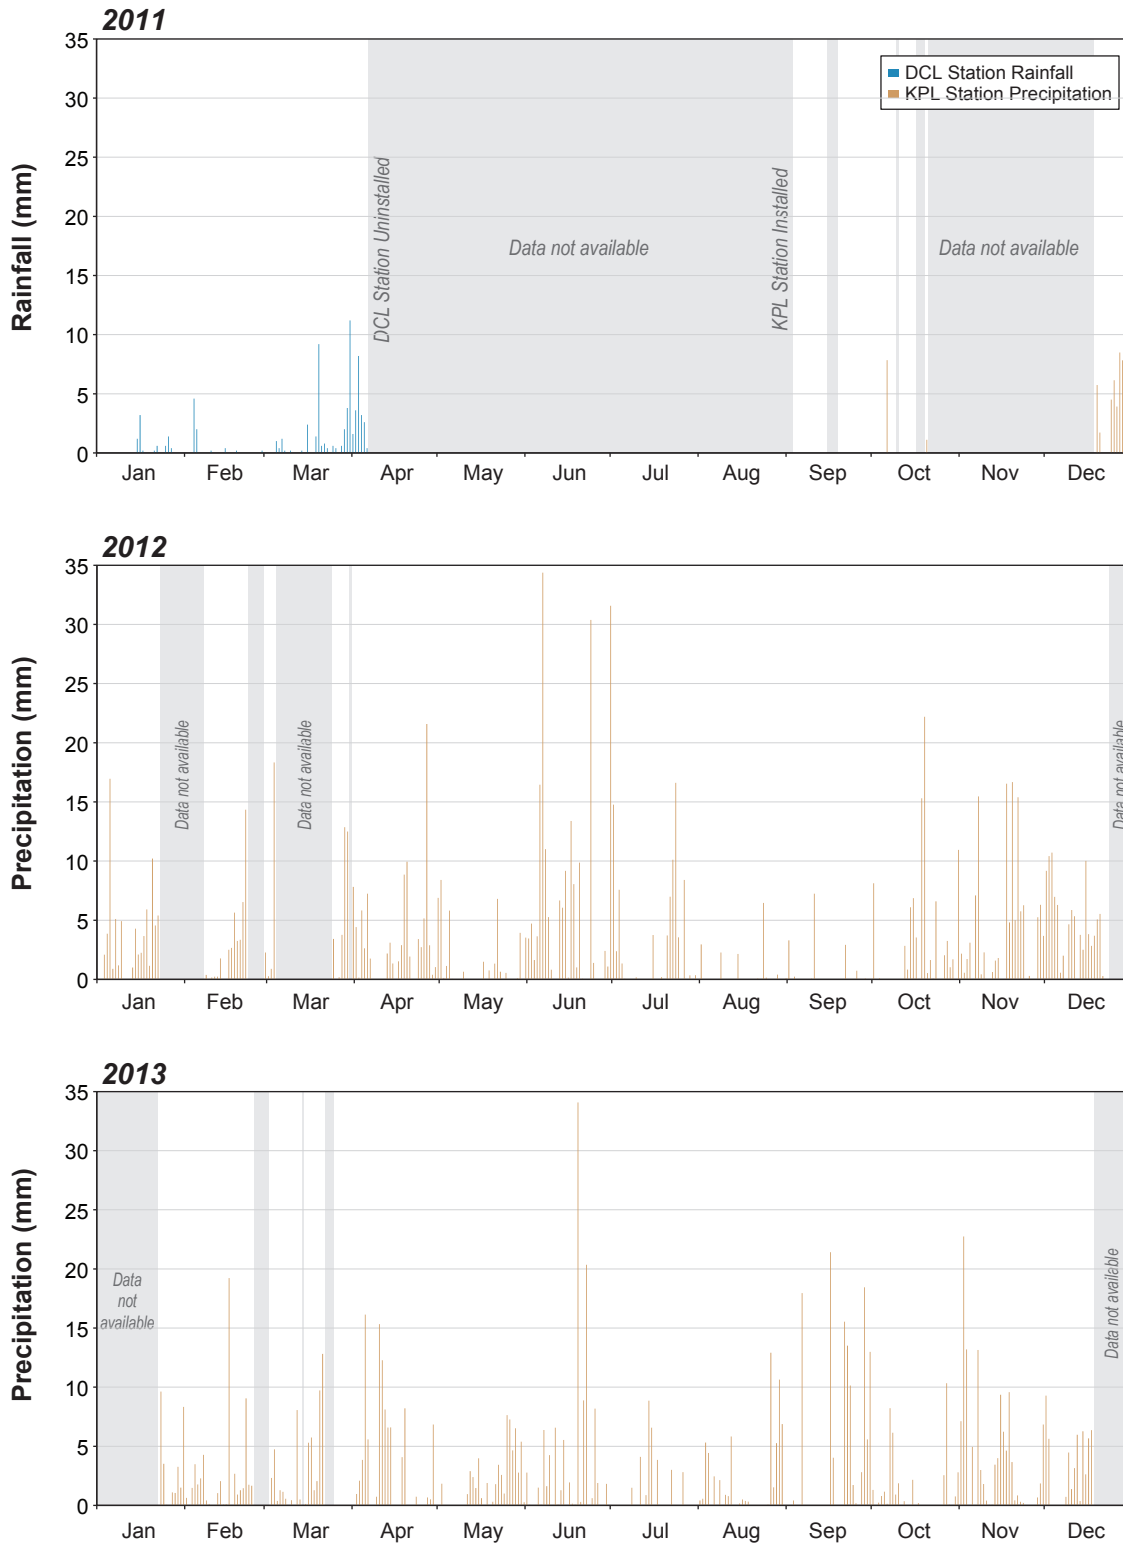 2011
35
30
25
20
15
10
5
0
Rainfall (mm)
DCL Station Rainfall
KPL Station Precipitation
DCL Station Uninstalled
Data not available
KPL Station Installed
Data not available
Jan Feb Mar Apr May Jun Jul Aug Sep Oct Nov Dec
2012
35
30
25
20
15
10
5
0
Precipitation (mm)
Data not available
Data not available
Data not available
Jan Feb Mar Apr May Jun Jul Aug Sep Oct Nov Dec
2013
35
30
25
20
15
10
5
0
Precipitation (mm)
Data
not
available
Data not available
Jan Feb Mar Apr May Jun Jul Aug Sep Oct Nov Dec